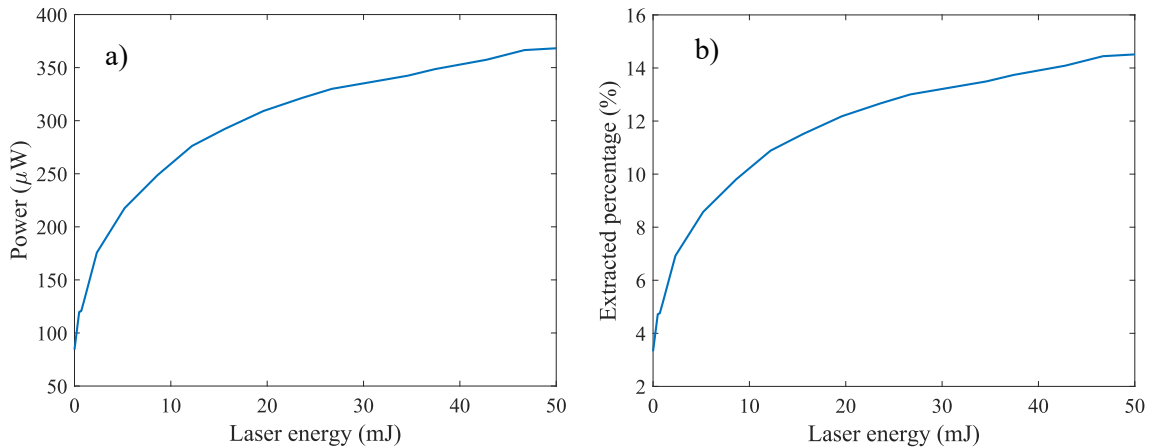 a)
400
350
300
250
200
150
100
50
Power (μW)
0 10 20 30 40 50
Laser energy (mJ)
b)
16
14
12
10
8
6
4
2
Extracted percentage (%)
0 10 20 30 40 50
Laser energy (mJ)